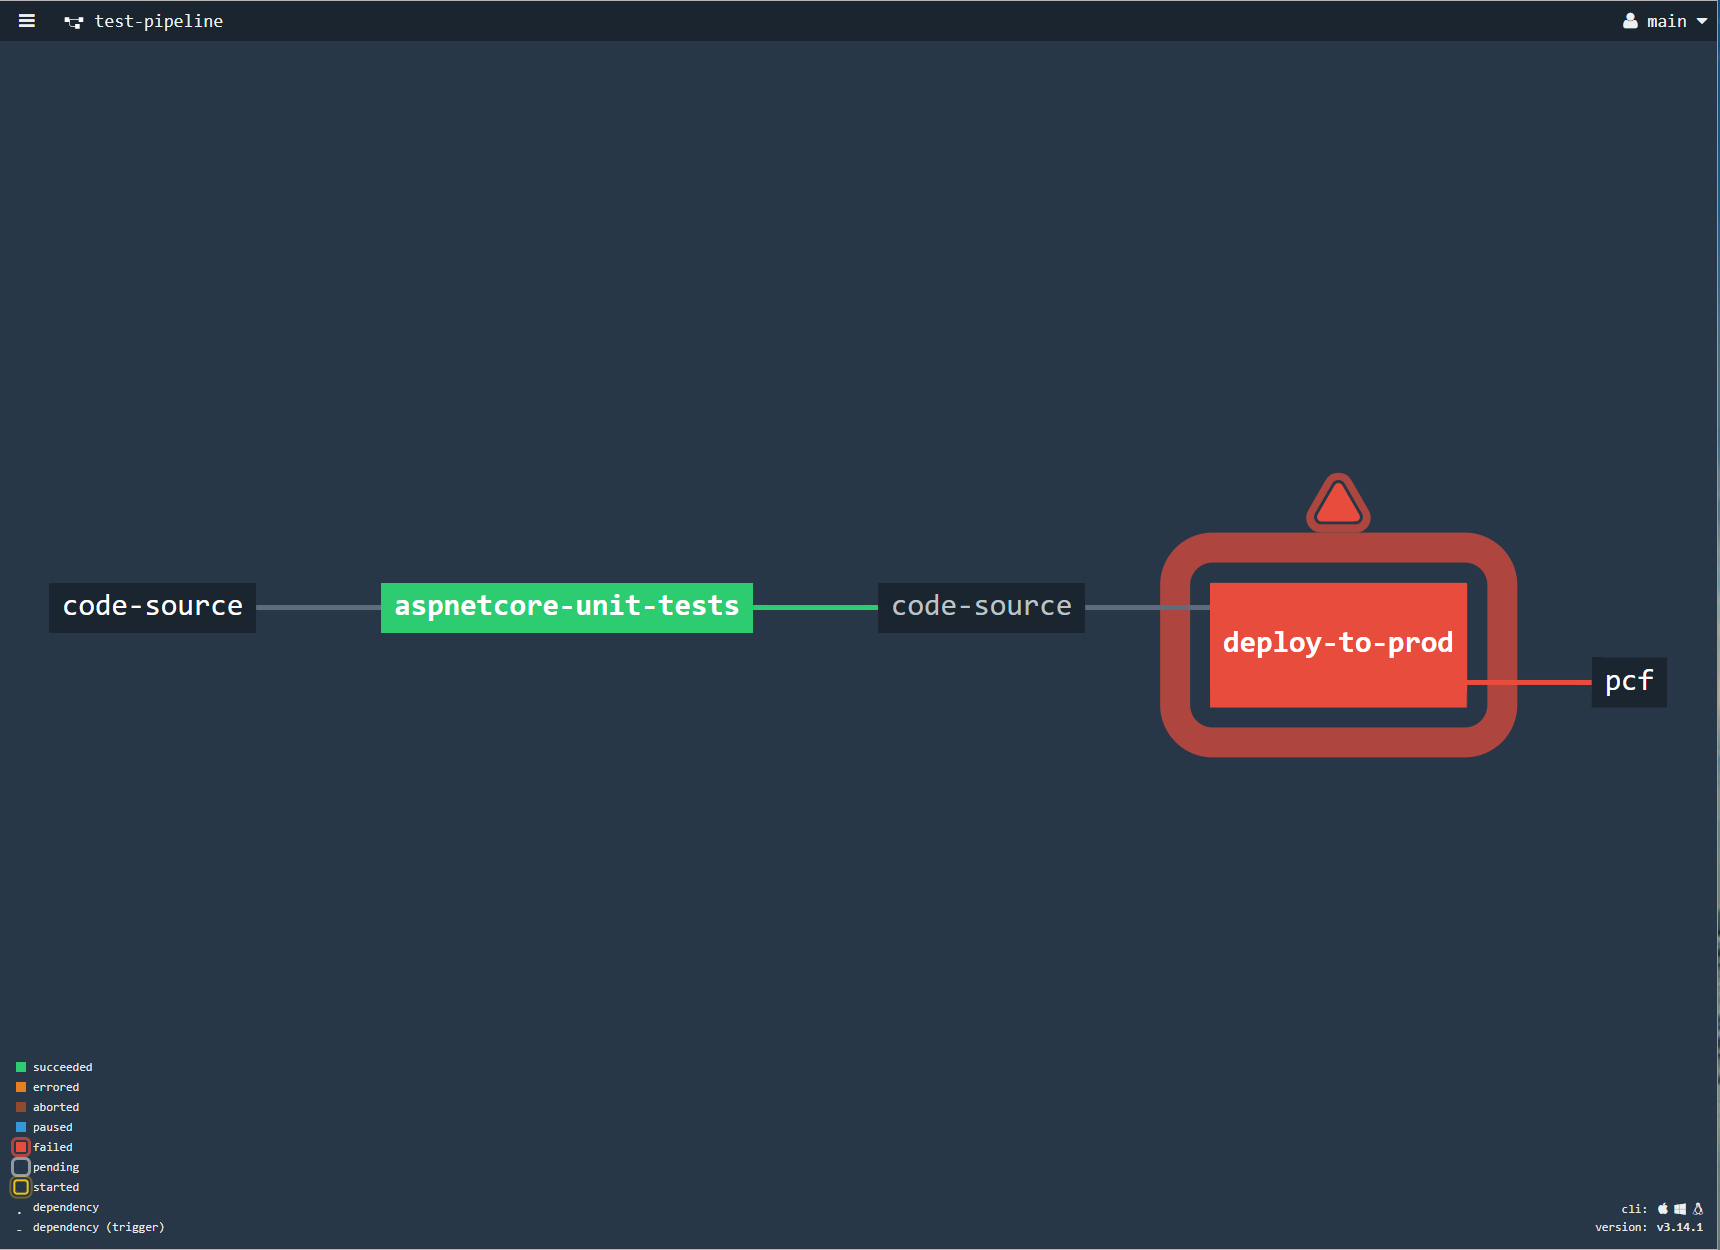 test-pipeline
main
code-source
aspnetcore-unit-tests
code-source
deploy-to-prod
pcf
succeeded
errored
aborted
paused
failed
pending
started
dependency
dependency (trigger)
cli:
version: v3.14.1